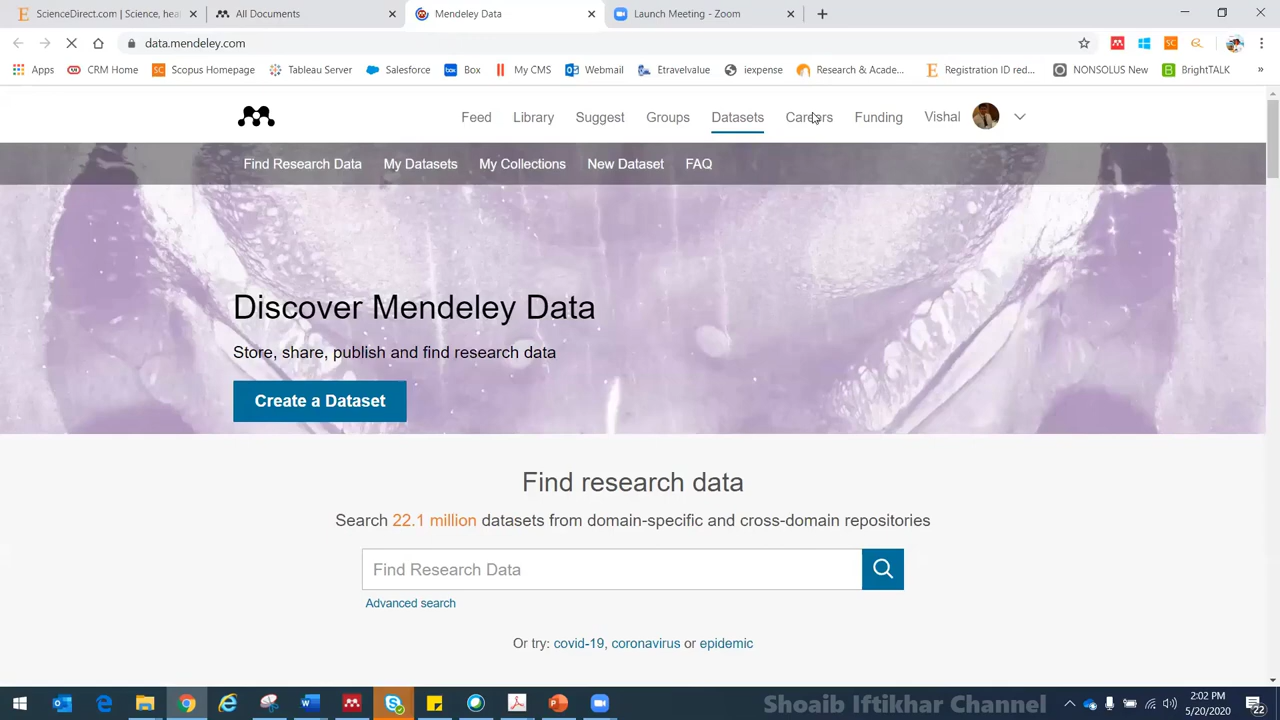 ScienceDirect.com | Science, heal
All Documents
Mendeley Data
Launch Meeting - Zoom
data.mendeley.com
Apps
CRM Home
Scopus Homepage
Tableau Server
Salesforce
Box
My CMS
Webmail
Etravelvalue
iexpense
Research & Acade...
Registration ID red...
NONSOLUS New
BrightTALK
»
Feed
Library
Suggest
Groups
Datasets
Careers
Funding
Vishal
Find Research Data
My Datasets
My Collections
New Dataset
FAQ
Discover Mendeley Data
Store, share, publish and find research data
Create a Dataset
Find research data
Search 22.1 million datasets from domain-specific and cross-domain repositories
Find Research Data
Advanced search
Or try: covid-19, coronavirus or epidemic
Shoaib Iftikhar Channel
2:02 PM
5/20/2020
22